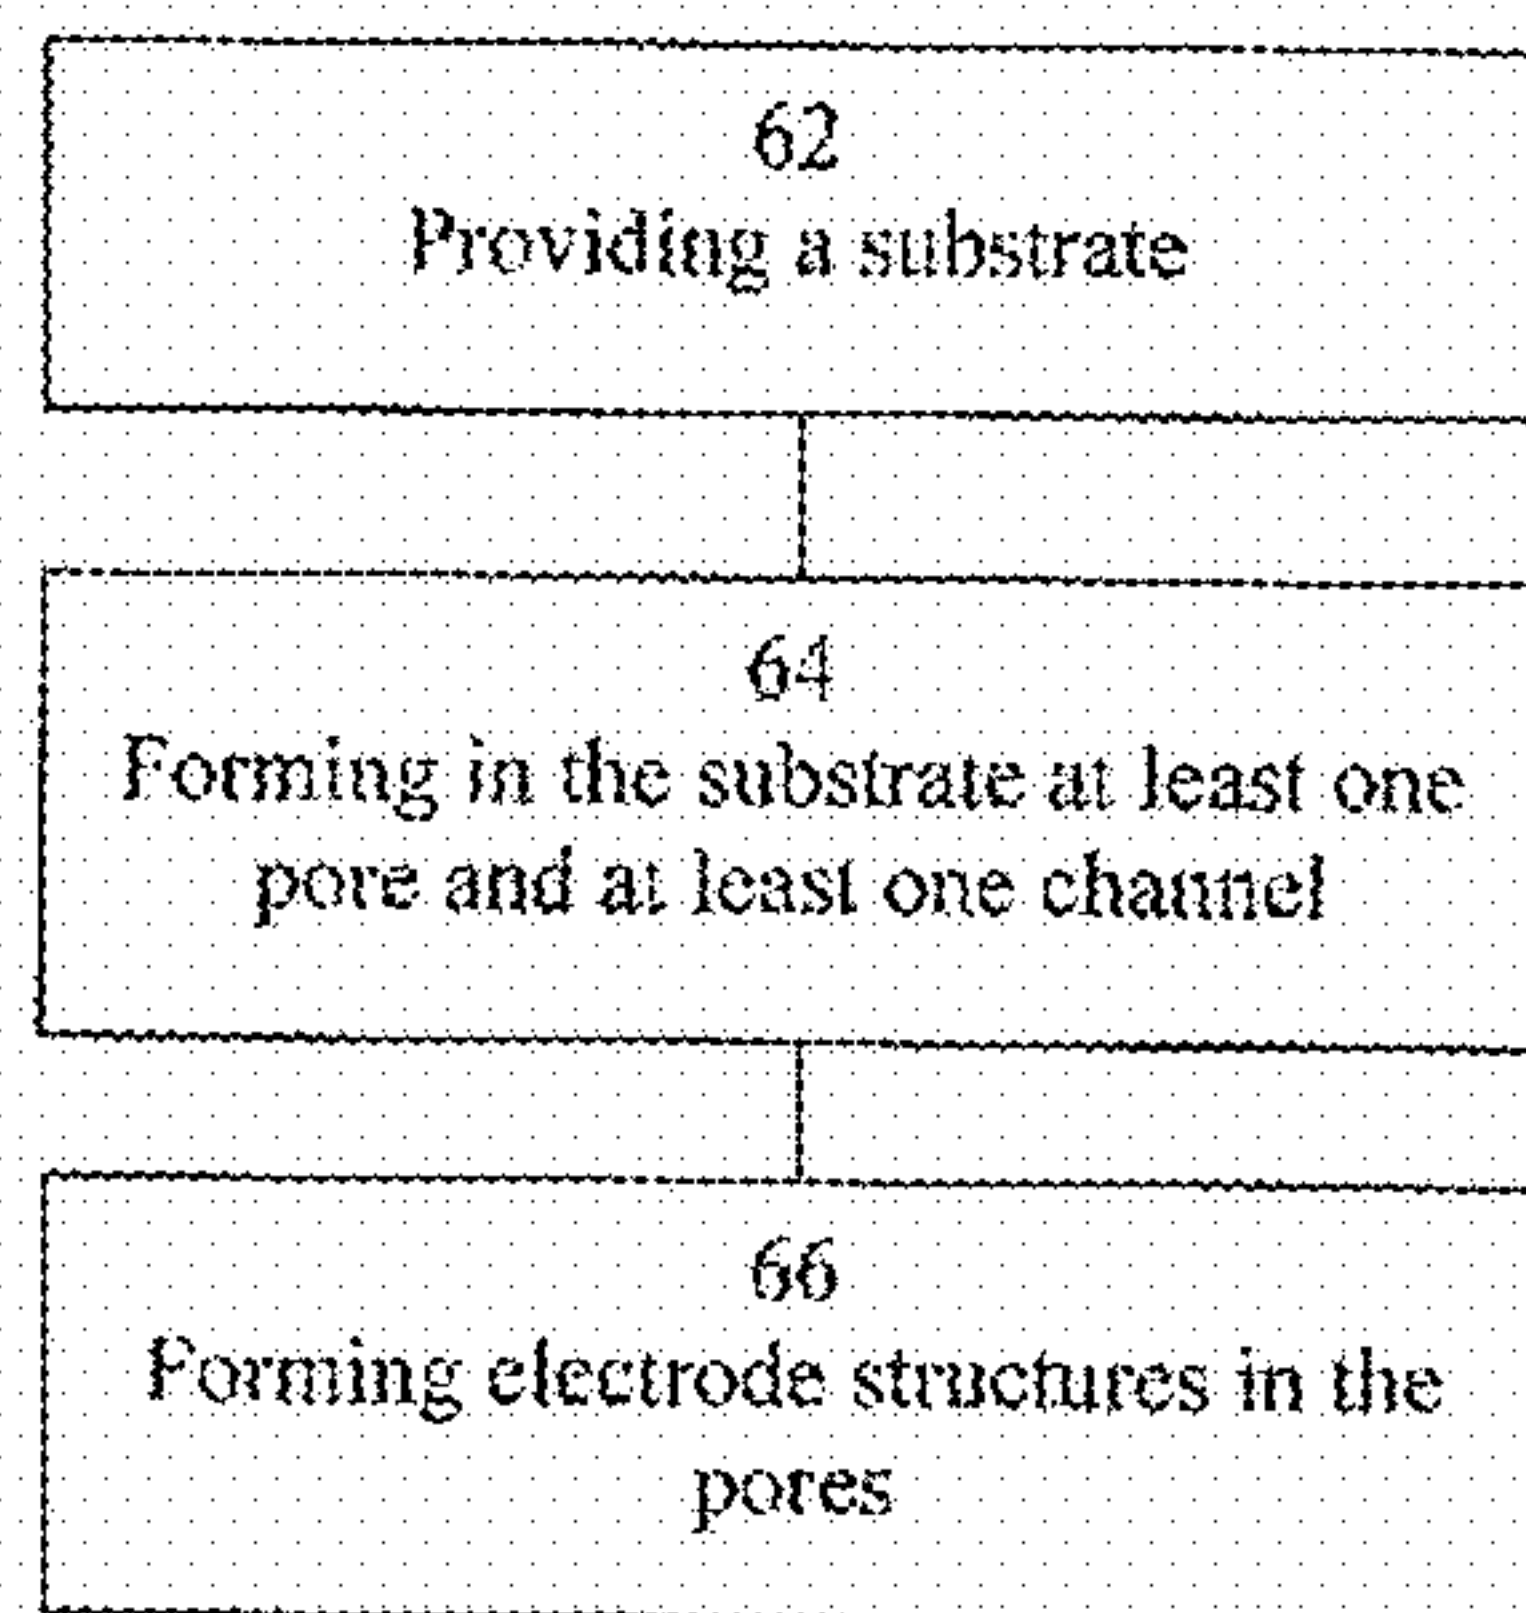 62
Providing a substrate
64
Forming in the substrate at least one
pore and at least one channel
66
Forming electrode structures in the
pores